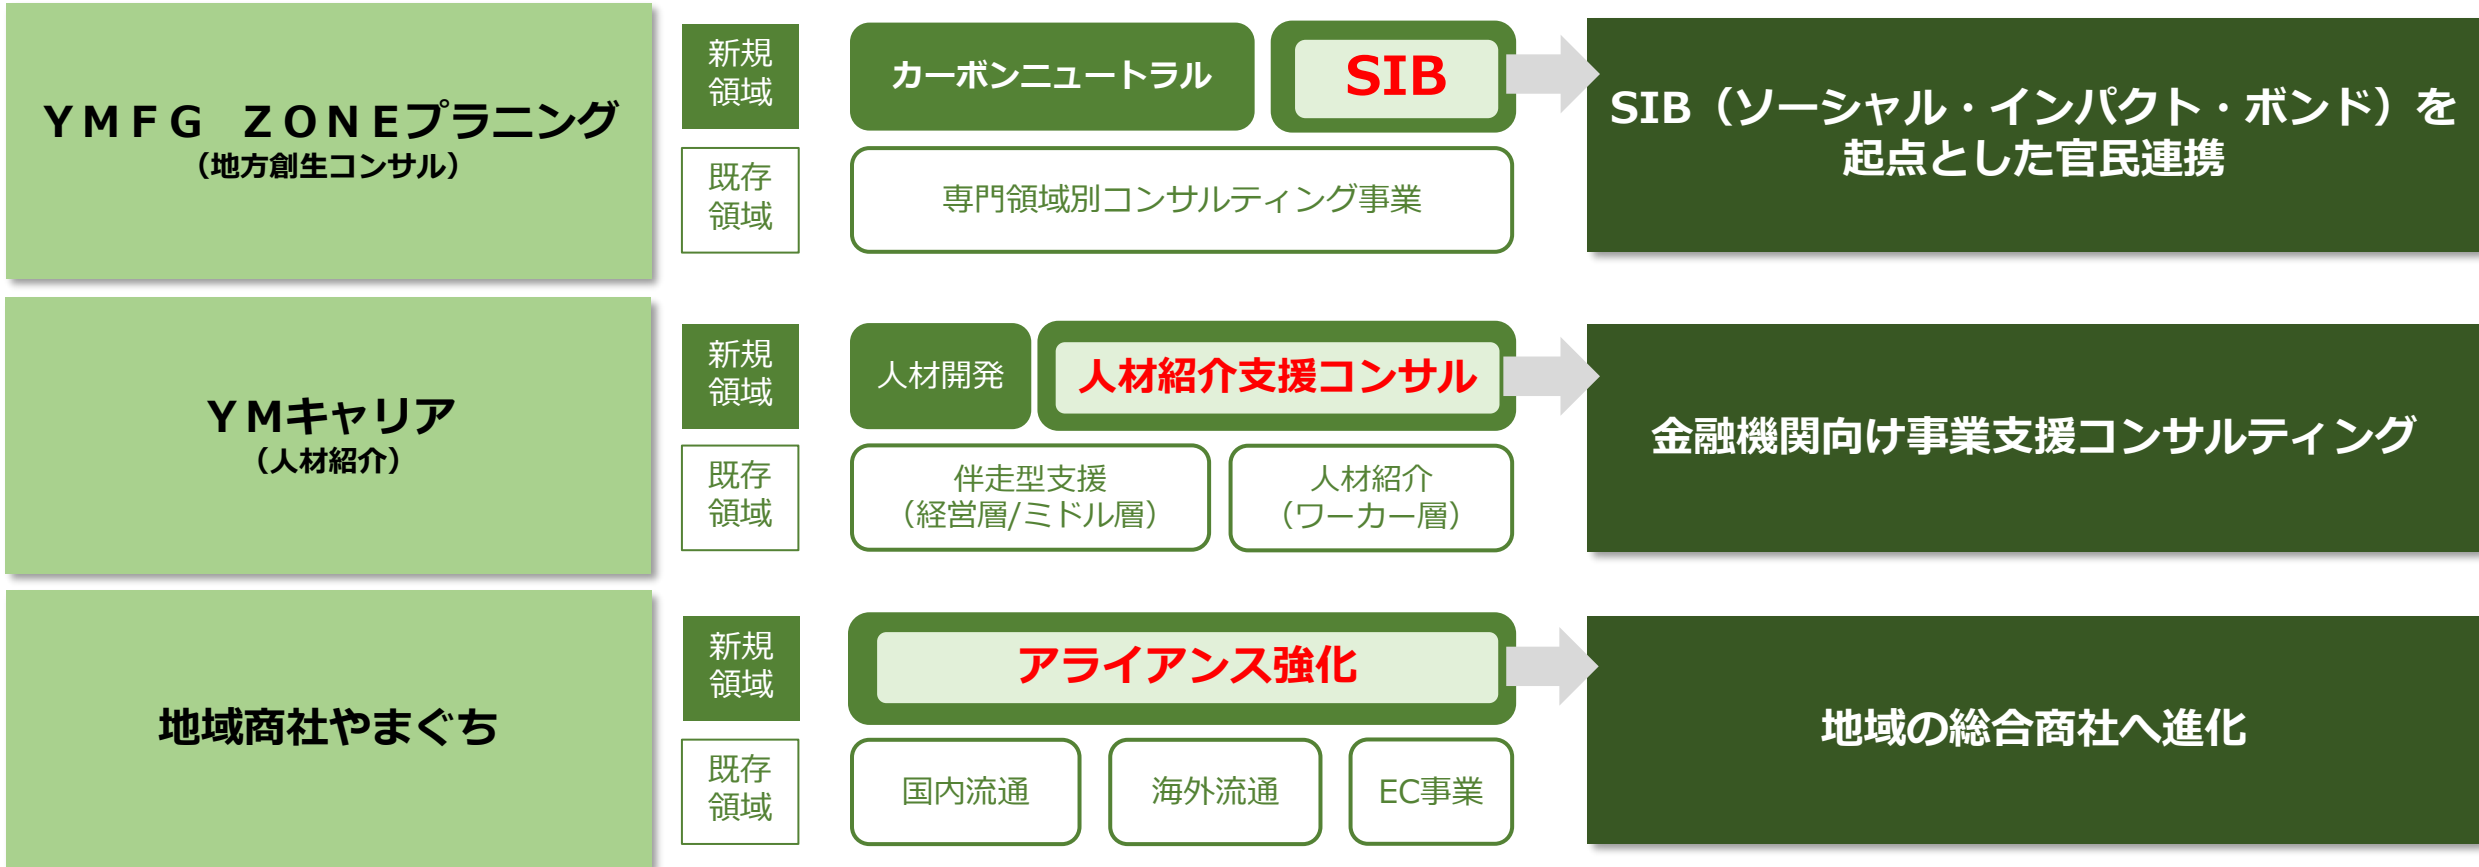 ＹＭＦＧ　ＺＯＮＥプラニング
（地方創生コンサル）
新規
領域
カーボンニュートラル
SIB
既存
領域
専門領域別コンサルティング事業
SIB（ソーシャル・インパクト・ボンド）を
起点とした官民連携
ＹＭキャリア
（人材紹介）
新規
領域
人材開発
人材紹介支援コンサル
既存
領域
伴走型支援
（経営層/ミドル層）
人材紹介
（ワーカー層）
金融機関向け事業支援コンサルティング
地域商社やまぐち
新規
領域
アライアンス強化
既存
領域
国内流通
海外流通
EC事業
地域の総合商社へ進化